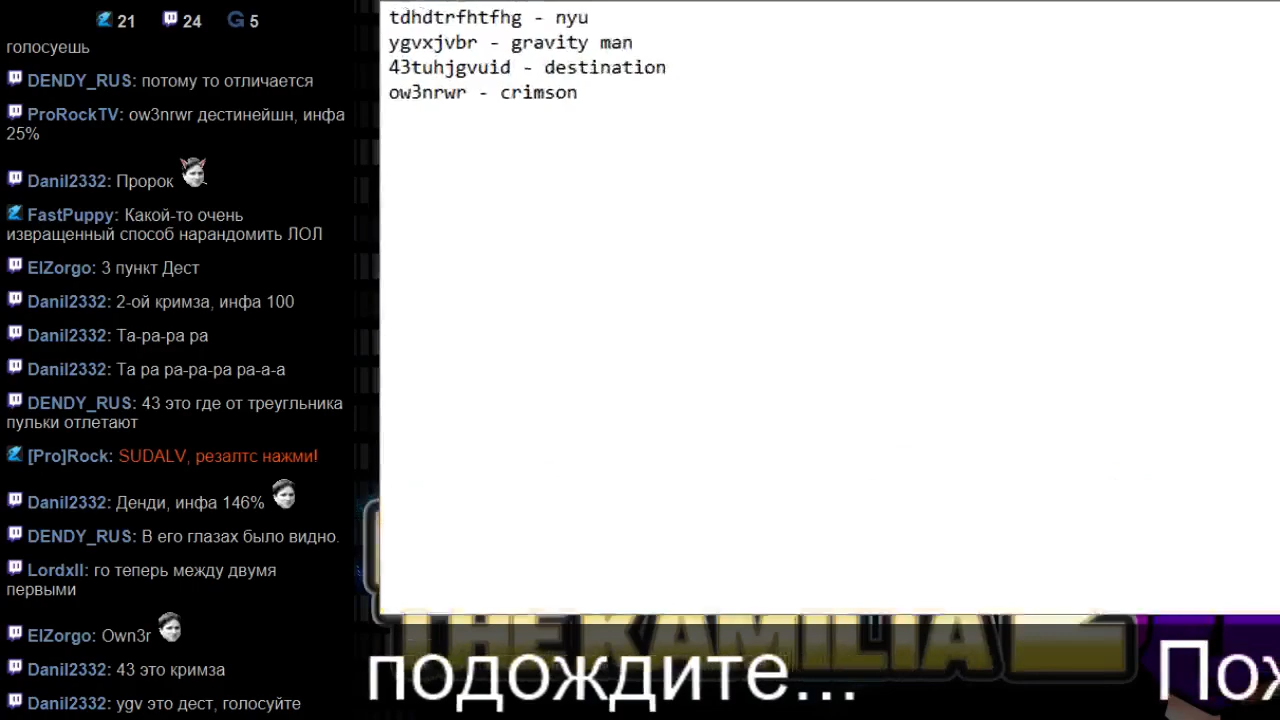 21 24 5
голосуешь
DENDY_RUS: потому то отличается
ProRockTV: ow3nrwr дестинейшн, инфа
25%
Danil2332: Пророк
FastPuppy: Какой-то очень
извращенный способ нарандомить ЛОЛ
ElZorgo: 3 пункт Дест
Danil2332: 2-ой кримза, инфа 100
Danil2332: Та-ра-ра ра
Danil2332: Та ра ра-ра-ра ра-а-а
DENDY_RUS: 43 это где от треугльника
пульки отлетают
[Pro]Rock: SUDALV, резалтс нажми!
Danil2332: Денди, инфа 146%
DENDY_RUS: В его глазах было видно.
Lordxll: го теперь между двумя
первыми
ElZorgo: Own3r
Danil2332: 43 это кримза
Danil2332: ygv это дест, голосуйте
tdhdtrfhtfhg - nyu
ygvxjvbr - gravity man
43tuhjgvuid - destination
ow3nrwr - crimson
THE KAMILIA
подождите... Пож